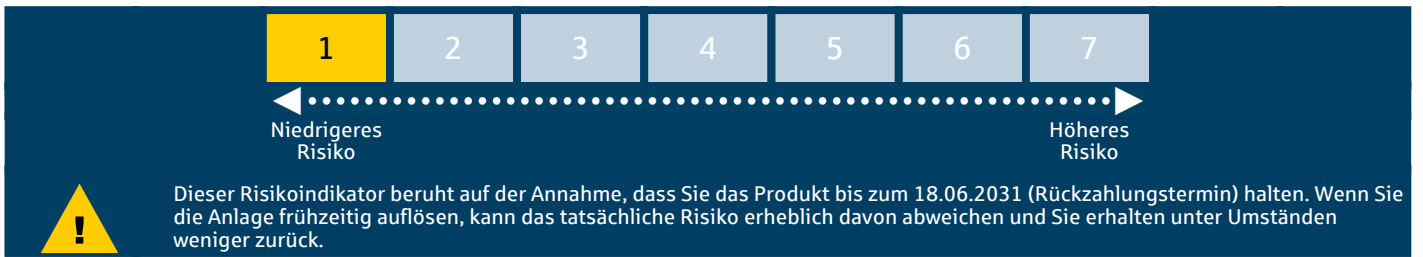 1 2 3 4 5 6 7
Niedrigeres Höheres
Risiko Risiko
Dieser Risikoindikator beruht auf der Annahme, dass Sie das Produkt bis zum 18.06.2031 (Rückzahlungstermin) halten. Wenn Sie
die Anlage frühzeitig auflösen, kann das tatsächliche Risiko erheblich davon abweichen und Sie erhalten unter Umständen
weniger zurück.
!